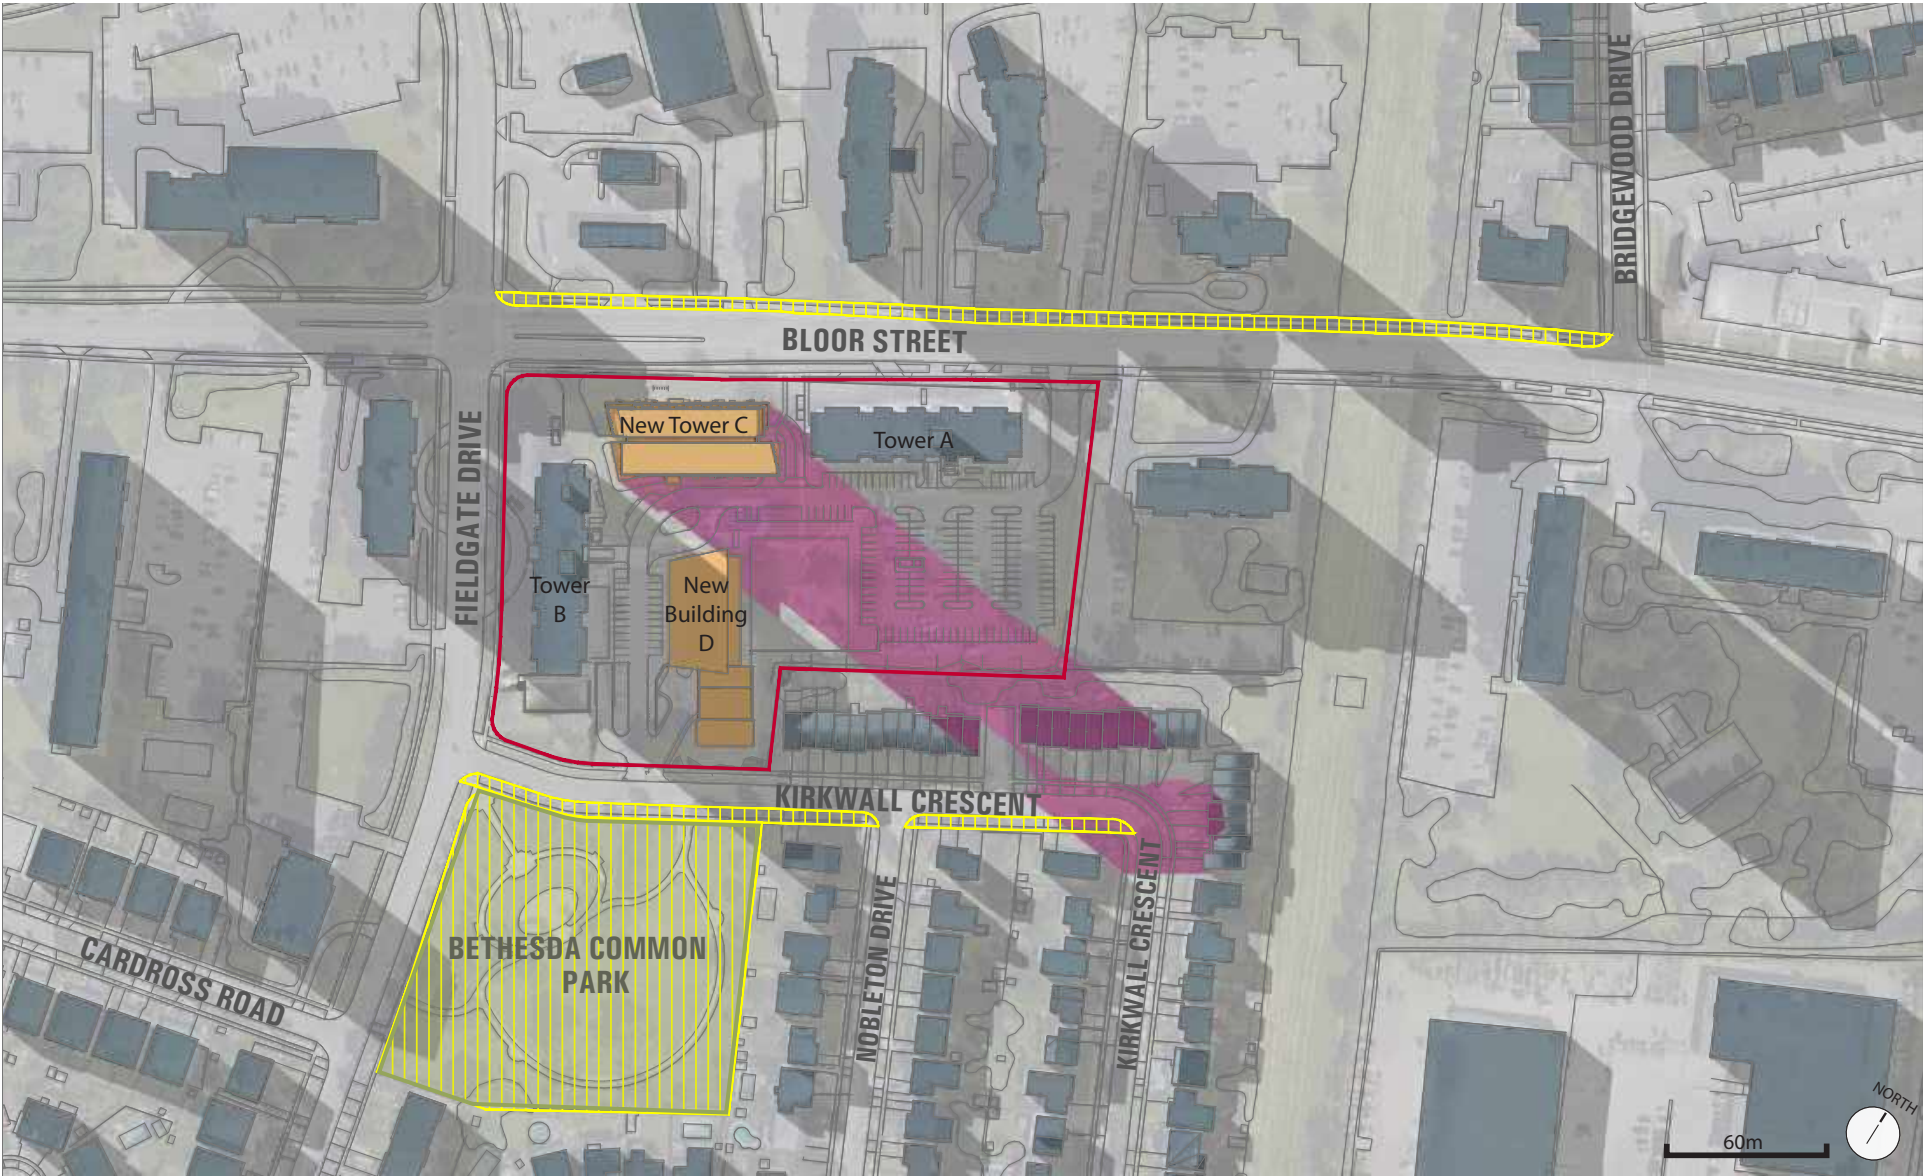 BRIDGEWOOD DRIVE
BLOOR STREET
New Tower C
Tower A
FIELDGATE DRIVE
Tower
B
New
Building
D
KIRKWALL CRESCENT
KIRKWALL CRESCENT
NOBLETON DRIVE
BETHESDA COMMON
PARK
CARDROSS ROAD
NORTH
60m